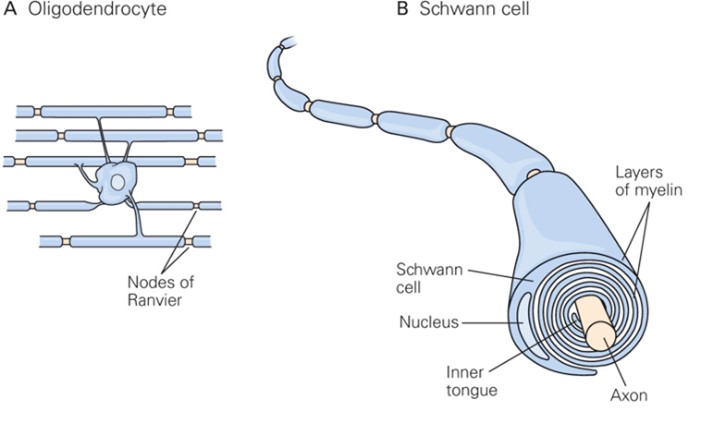 A Oligodendrocyte
Nodes of
Ranvier
B Schwann cell
Layers
of myelin
Schwann
cell
Nucleus
Inner
tongue
Axon